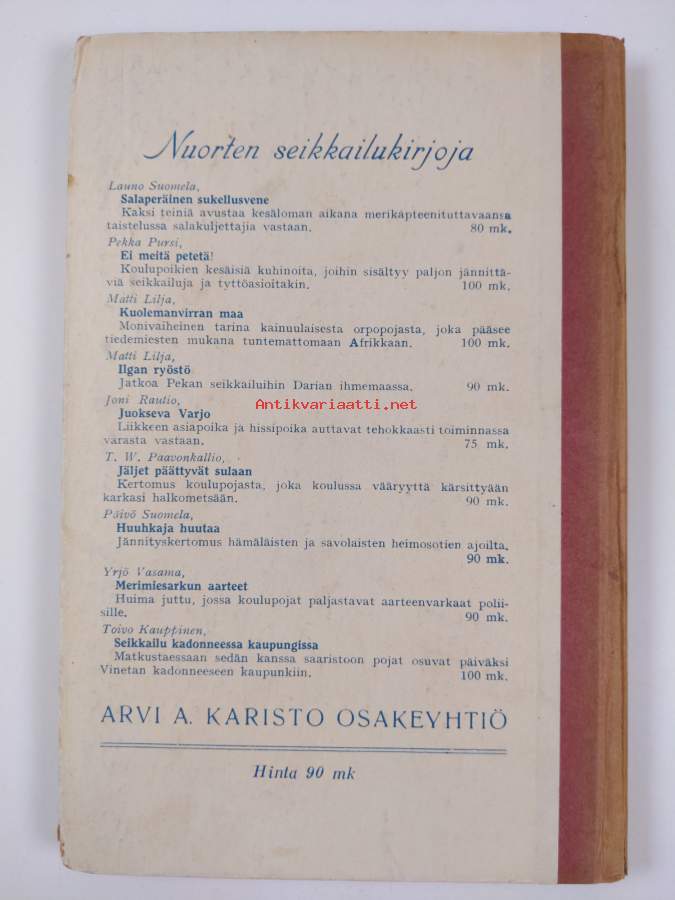 Nuorten seikkailukirjoja
Launo Suomela,
Salaperäinen sukellusvene
Kaksi teiniä avustaa kesäloman aikana merikapteenituttavaansa
taistelussa salakuljettajia vastaan. 80 mk.
Pekka Pursi,
Ei meitä petetä!
Koulupoikien kesäisiä kuhinoita, joihin sisältyy paljon jännittä-
viä seikkailuja ja tyttöasioitakin. 100 mk.
Matti Lilja,
Kuolemanvirran maa
Monivaiheinen tarina kainuulaisesta orpopojasta, joka pääsee
tiedemiesten mukana tuntemattomaan Afrikkaan. 100 mk.
Matti Lilja,
Ilgan ryöstö
Jatkoa Pekan seikkailuihin Darian ihmemaassa. 90 mk.
Antikvariaatti.net
Joni Rautio,
Juokseva Varjo
Liikkeen asiapoika ja hissipoika auttavat tehokkaasti toiminnassa
varasta vastaan. 75 mk.
T. W. Paavonkallio,
Jäljet päättyvät sulaan
Kertomus koulupojasta, joka koulussa vääryyttä kärsittyään
karkasi halkometsään. 90 mk.
Päivö Suomela,
Huuhkaja huutaa
Jännityskertomus hämäläisten ja savolaisten heimosotien ajoilta.
90 mk.
Yrjö Vasama,
Merimiesarkun aarteet
Huima juttu, jossa koulupojat paljastavat aarteenvarkaat polii-
sille. 90 mk.
Toivo Kauppinen,
Seikkailu kadonneessa kaupungissa
Matkustaessaan sedän kanssa saaristoon pojat osuvat päiväksi
Vinetan kadonneeseen kaupunkiin. 100 mk.
ARVI A. KARISTO OSAKEYHTIÖ
Hinta 90 mk